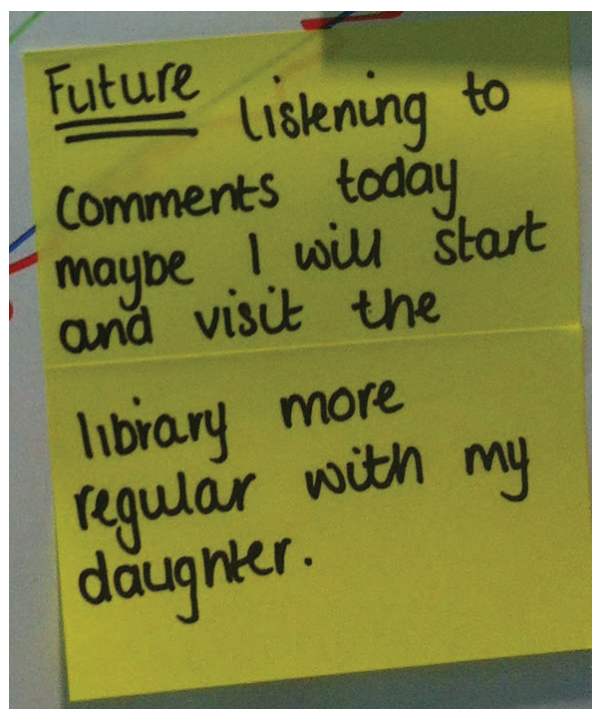 Future listening to
comments today
maybe I will start
and visit the
library more
regular with my
daughter.